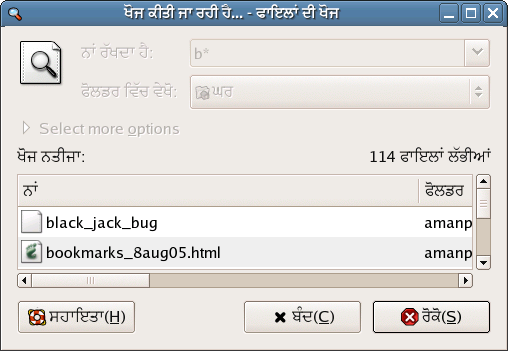 ਖੋਜ ਕੀਤੀ ਜਾ ਰਹੀ ਹੈ... - ਫਾਇਲਾਂ ਦੀ ਖੋਜ
ਨਾਂ ਰੱਖਦਾ ਹੈ: b*
ਫੋਲਡਰ ਵਿੱਚ ਵੇਖੋ: ਘਰ
Select more options
ਖੋਜ ਨਤੀਜਾ: 114 ਫਾਇਲਾਂ ਲੱਭੀਆਂ
ਨਾਂ ਫੋਲਡਰ
black_jack_bug amanp
bookmarks_8aug05.html amanp
ਸਹਾਇਤਾ(H) ਬੰਦ(C) ਰੋਕੋ(S)